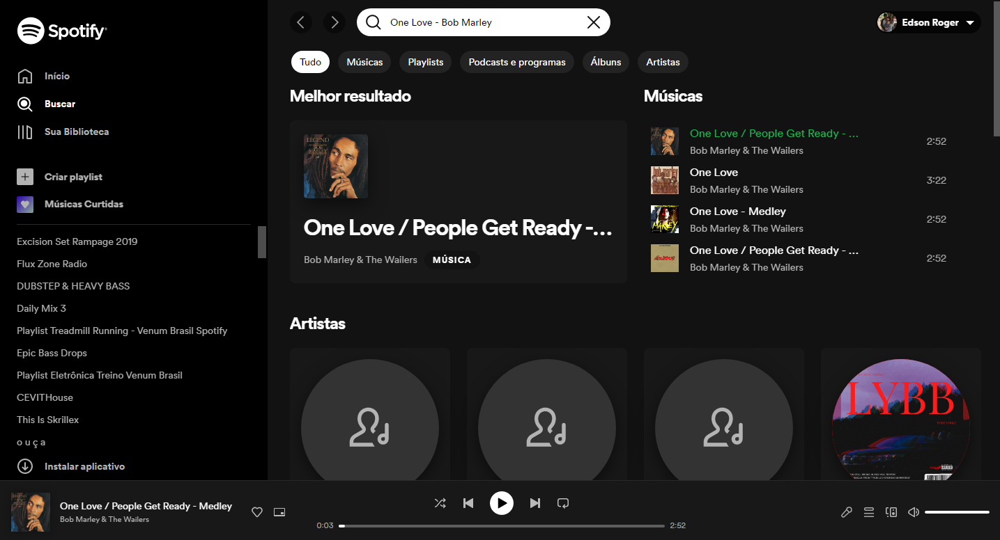 Spotify
Início
Buscar
Sua Biblioteca
Criar playlist
Músicas Curtidas
Excision Set Rampage 2019
Flux Zone Radio
DUBSTEP & HEAVY BASS
Daily Mix 3
Playlist Treadmill Running - Venum Brasil Spotify
Epic Bass Drops
Playlist Eletrônica Treino Venum Brasil
CEVITHouse
This Is Skrillex
o u ç a
Instalar aplicativo
One Love - Bob Marley
Edson Roger
Tudo
Músicas
Playlists
Podcasts e programas
Álbuns
Artistas
Melhor resultado
LEGEND
BOB
MARLEY
One Love / People Get Ready -...
Bob Marley & The Wailers
MÚSICA
Músicas
One Love / People Get Ready - ...
Bob Marley & The Wailers
2:52
bob marley
One Love
Bob Marley & The Wailers
3:22
MARLEY
One Love - Medley
Bob Marley & The Wailers
2:52
One Love / People Get Ready - ...
Bob Marley & The Wailers
2:52
Artistas
LYBB
One Love / People Get Ready - Medley
Bob Marley & The Wailers
0:03
2:52